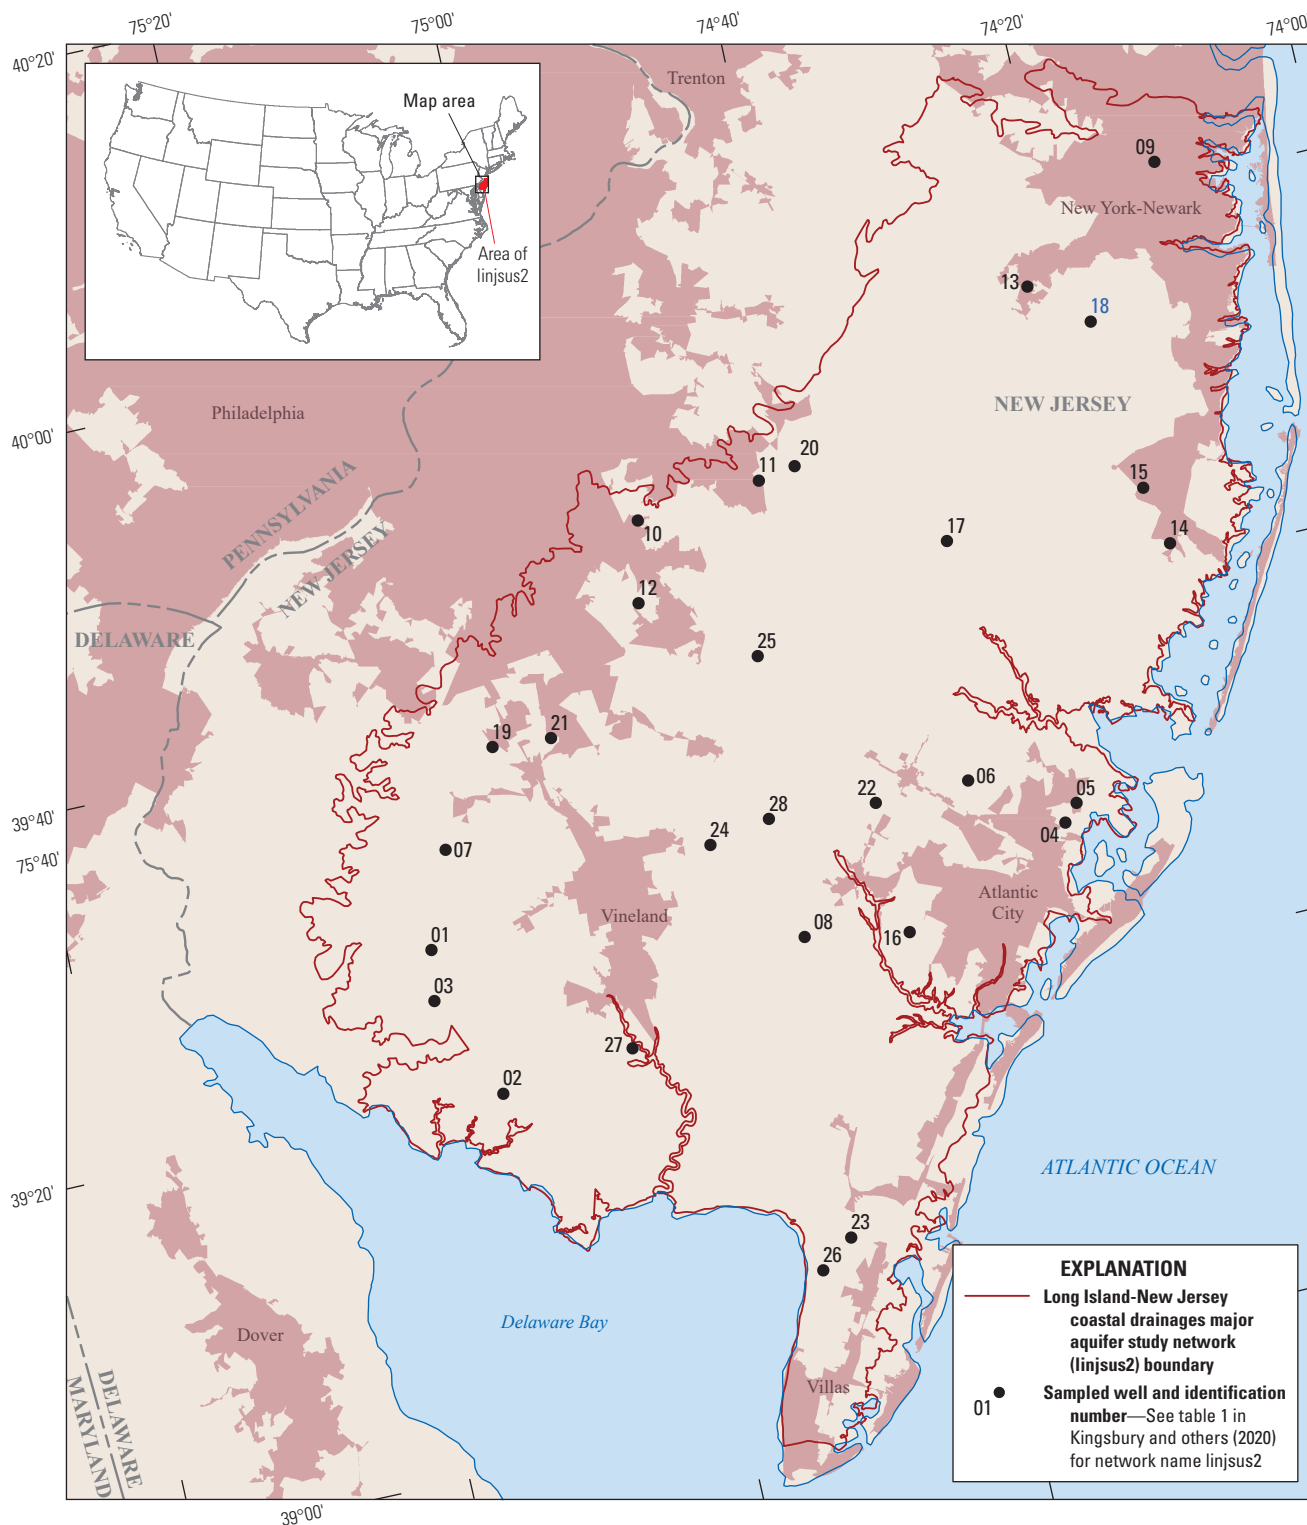 75°20'
75°00'
74°40'
74°20'
74°00'
40°20'
Trenton
Map area
09
New York-Newark
Area of
linjsus2
13
18
Philadelphia
NEW JERSEY
40°00'
20
11
15
PENNSYLVANIA
10
17
14
NEW JERSEY
12
DELAWARE
25
19
21
06
05
22
39°40'
28
04
24
75°40'
07
Atlantic
City
Vineland
08
16
01
03
27
02
ATLANTIC OCEAN
39°20'
23
26
EXPLANATION
Long Island-New Jersey
coastal drainages major
aquifer study network
(linjsus2) boundary
Delaware Bay
Dover
Villas
DELAWARE
MARYLAND
01
Sampled well and identification
number—See table 1 in
Kingsbury and others (2020)
for network name linjsus2
39°00'